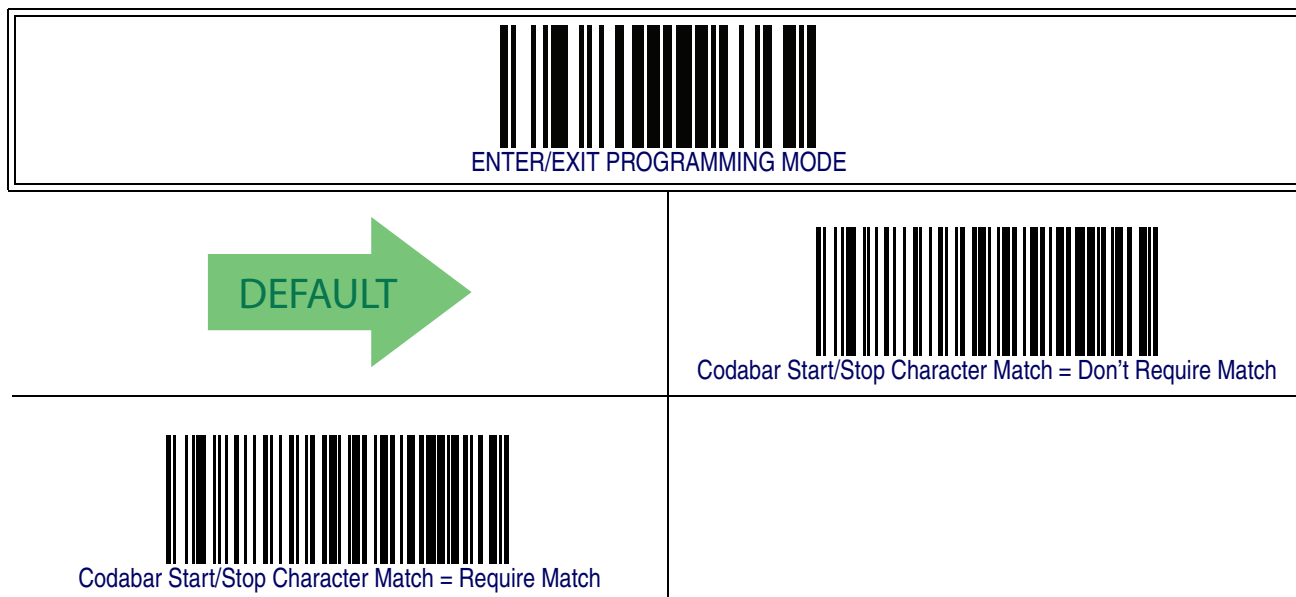 ENTER/EXIT PROGRAMMING MODE
DEFAULT
Codabar Start/Stop Character Match = Don't Require Match
Codabar Start/Stop Character Match = Require Match